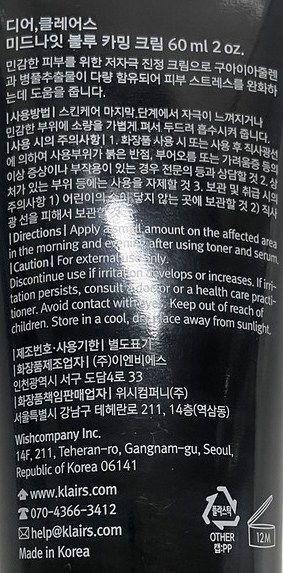 디어,클레어스
미드나잇 블루 카밍 크림 60 ml 2 oz.
민감한 피부를 위한 저자극 진정 크림으로 구아이아줄렌
과 병풀추출물이 다량 함유되어 피부 스트레스를 완화하
는데 도움을 줍니다.
|사용방법| 스킨케어 마지막 단계에서 자극이 느껴지거나
민감한 부위에 소량을 가볍게 펴서 두드려 흡수시켜 줍니다.
|사용 시의 주의사항| 1. 화장품 사용 시 또는 사용 후 직사광선
에 의하여 사용부위가 붉은 반점, 부어오름 또는 가려움증 등의
이상 증상이나 부작용이 있는 경우 전문의 등과 상담할 것 2. 상
처가 있는 부위 등에는 사용을 자제할 것 3. 보관 및 취급 시의
주의사항 1) 어린이의 손이 닿지 않는 곳에 보관할 것 2) 직사
광선을 피해서 보관할 것
|Directions| Apply a small amount on the affected area
in the morning and evening after using toner and serum.
|Caution| For external use only.
Discontinue use if irritation develops or increases. If irri-
tation persists, consult a doctor or a health care practi-
tioner. Avoid contact with eyes. Keep out of reach of
children. Store in a cool, dry place away from sunlight.
|제조번호·사용기한| 별도표기
|화장품제조업자| (주)이엔비에스
인천광역시 서구 도담4로 33
|화장품책임판매업자| 위시컴퍼니(주)
서울특별시 강남구 테헤란로 211, 14층(역삼동)
Wishcompany Inc.
14F, 211, Teheran-ro, Gangnam-gu, Seoul,
Republic of Korea 06141
www.klairs.com
070-4366-3412
help@klairs.com
Made in Korea
플라스틱
OTHER
캡:PP
12M